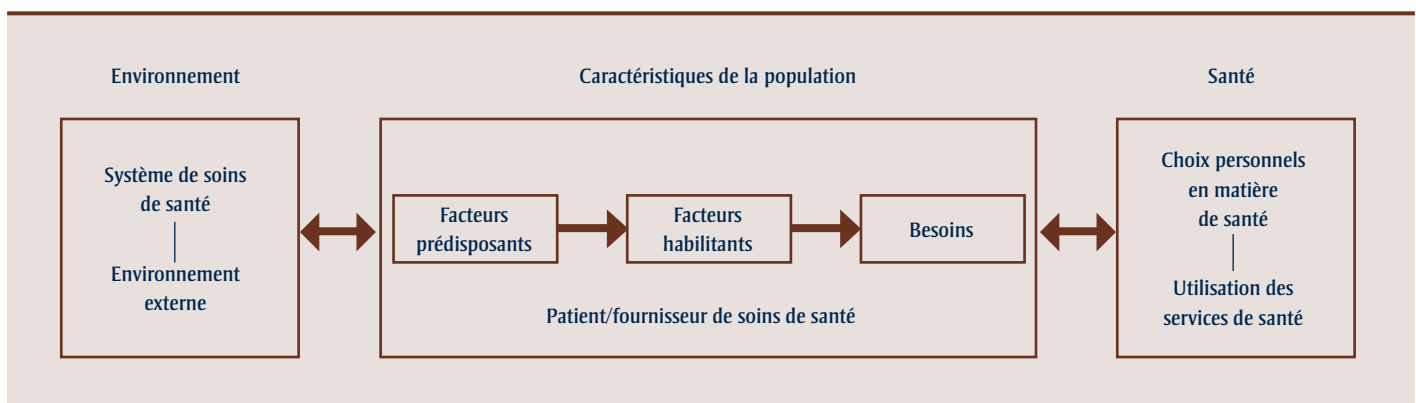 Environnement
Caractéristiques de la population
Santé
Système de soins
de santé
Environnement
externe
Facteurs
prédisposants
Facteurs
habilitants
Besoins
Patient/fournisseur de soins de santé
Choix personnels
en matière
de santé
Utilisation des
services de santé